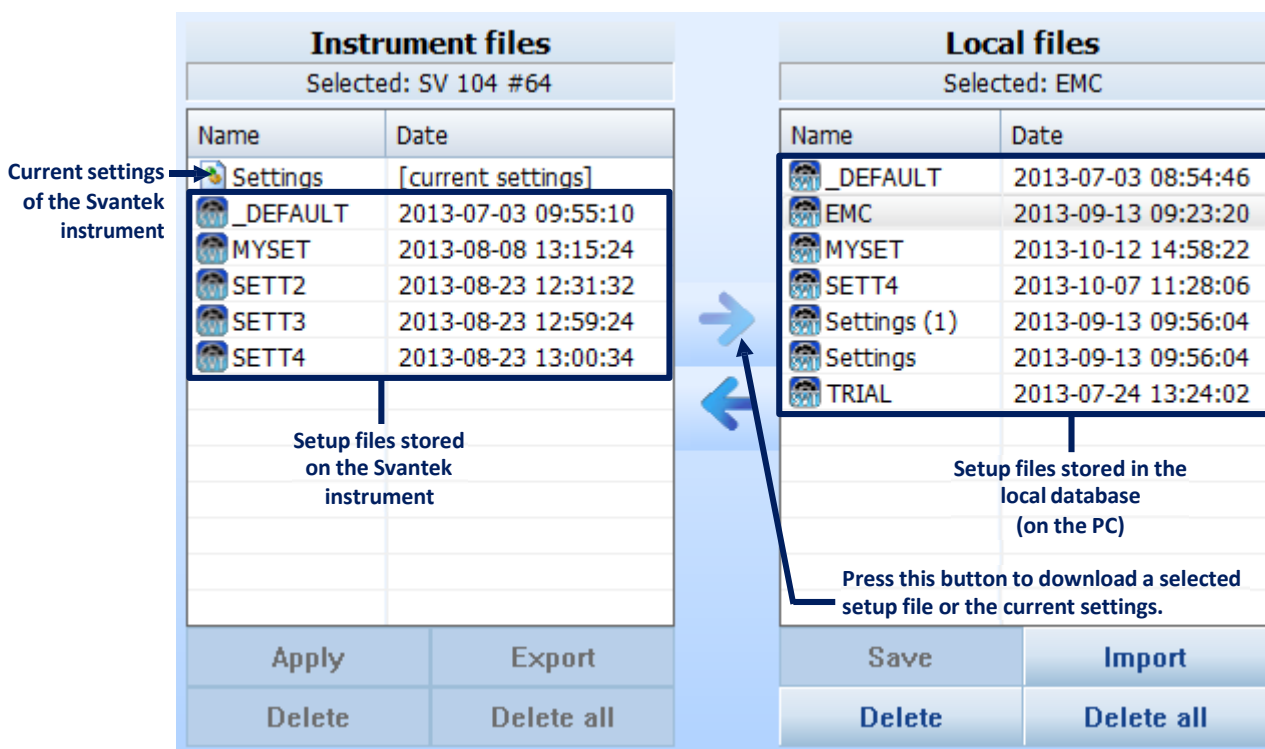 Instrument files
Selected: SV 104 #64
Name Date
Settings [current settings]
_DEFAULT 2013-07-03 09:55:10
MYSET 2013-08-08 13:15:24
SETT2 2013-08-23 12:31:32
SETT3 2013-08-23 12:59:24
SETT4 2013-08-23 13:00:34
Current settings
of the Svantek
instrument
Setup files stored
on the Svantek
instrument
Apply Export
Delete Delete all
Local files
Selected: EMC
Name Date
_DEFAULT 2013-07-03 08:54:46
EMC 2013-09-13 09:23:20
MYSET 2013-10-12 14:58:22
SETT4 2013-10-07 11:28:06
Settings (1) 2013-09-13 09:56:04
Settings 2013-09-13 09:56:04
TRIAL 2013-07-24 13:24:02
Setup files stored in the
local database
(on the PC)
Press this button to download a selected
setup file or the current settings.
Save Import
Delete Delete all